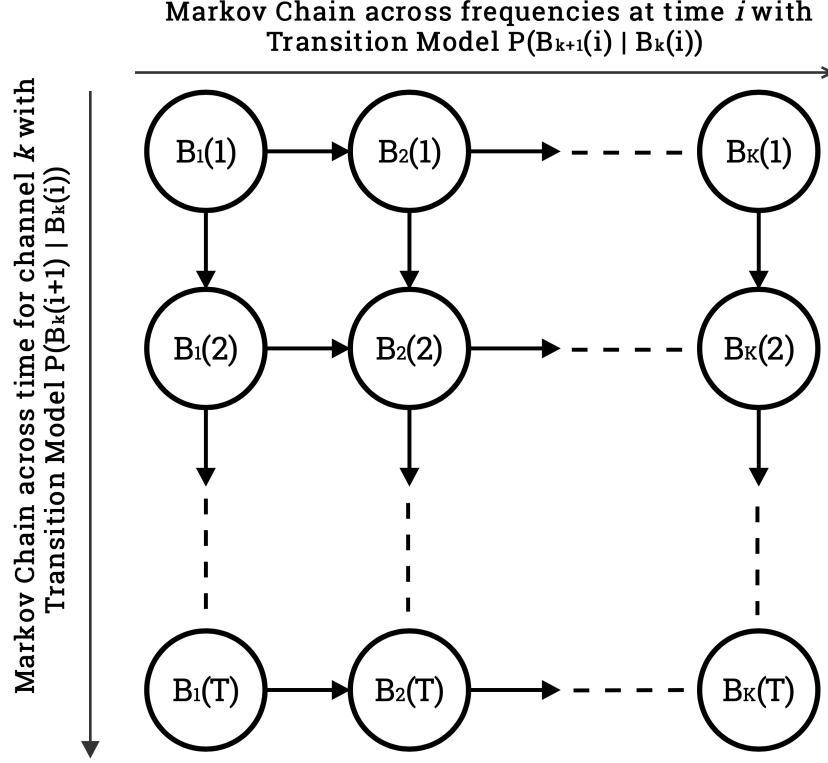 Markov Chain across frequencies at time i with
Transition Model P(Bk+1(i) | Bk(i))
Markov Chain across time for channel k with
Transition Model P(Bk(i+1) | Bk(i))
B1(1) B2(1) BK(1)
B1(2) B2(2) BK(2)
B1(T) B2(T) BK(T)